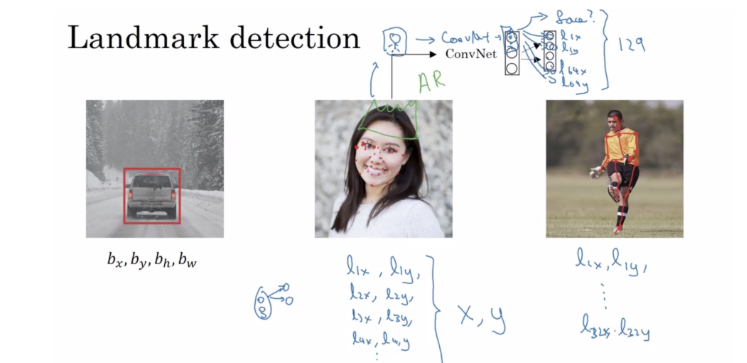 Landmark detection
ConvNet
face?
l1x
l1y
l64x
l64y
129
ConvNet
AR
bx, by, bh, bw
l1x, l1y,
l2x, l2y,
l3x, l3y,
l4x, l4y
⋮
x, y
l1x, l1y,
⋮
l32x, l32y